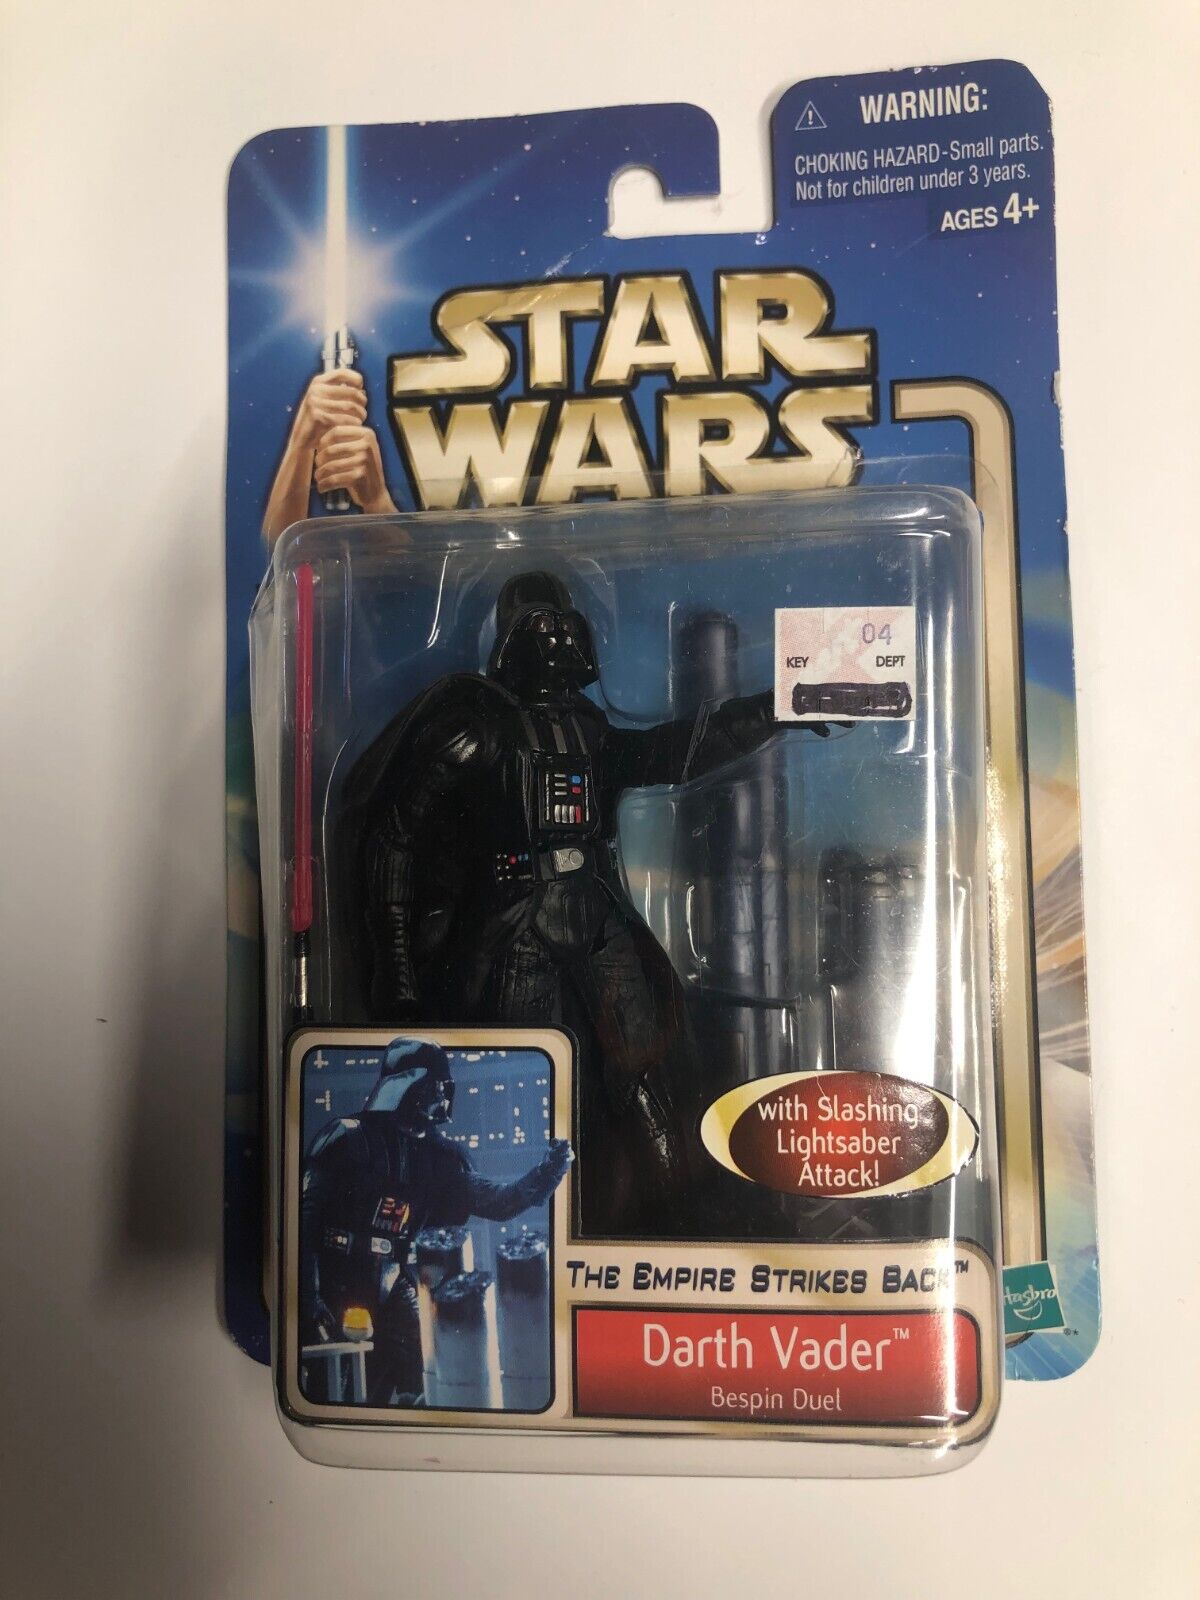 WARNING:
CHOKING HAZARD-Small parts.
Not for children under 3 years.
AGES 4+
STAR
WARS
04
KEY DEPT
with Slashing
Lightsaber
Attack!
THE EMPIRE STRIKES BACK™
Hasbro
®*
Darth Vader™
Bespin Duel